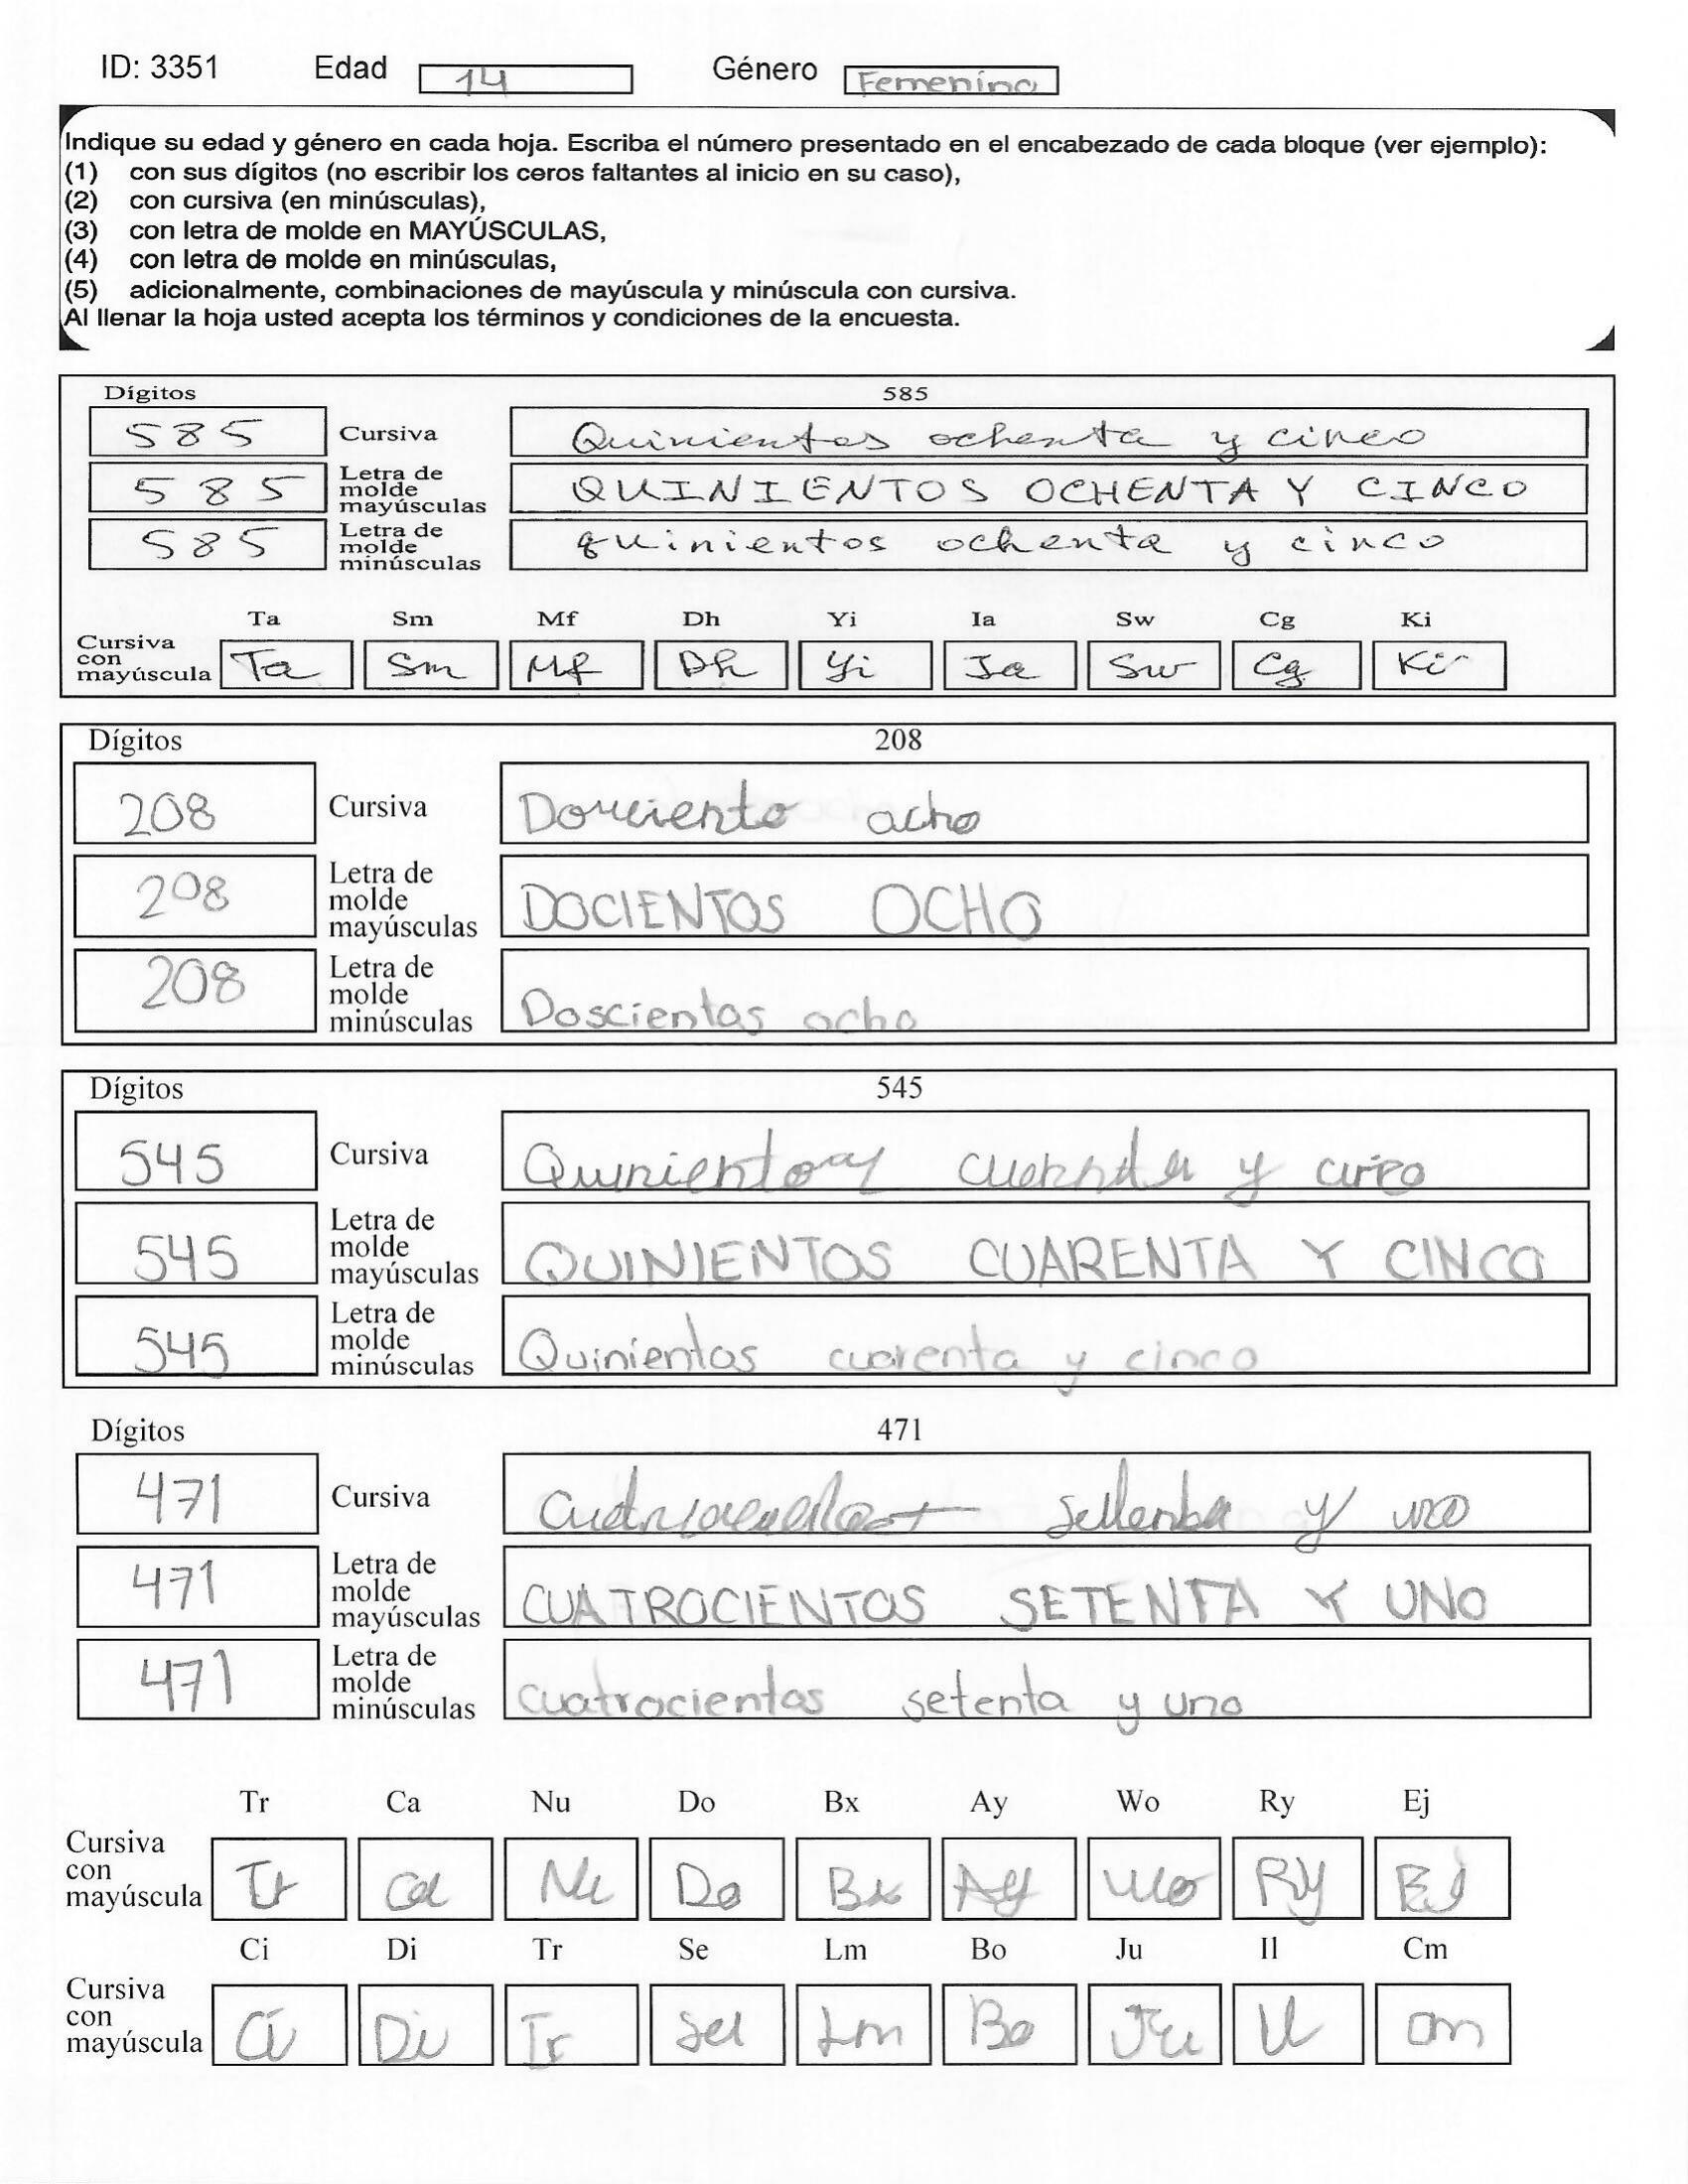 ID: 3351 Edad 14 Género Femenino
Indique su edad y género en cada hoja. Escriba el número presentado en el encabezado de cada bloque (ver ejemplo):
(1) con sus dígitos (no escribir los ceros faltantes al inicio en su caso),
(2) con cursiva (en minúsculas),
(3) con letra de molde en MAYÚSCULAS,
(4) con letra de molde en minúsculas,
(5) adicionalmente, combinaciones de mayúscula y minúscula con cursiva.
Al llenar la hoja usted acepta los términos y condiciones de la encuesta.
Dígitos 585
585 Cursiva Quinientos ochenta y cinco
585 Letra de molde mayúsculas QUINIENTOS OCHENTA Y CINCO
585 Letra de molde minúsculas quinientos ochenta y cinco
Ta Sm Mf Dh Yi Ia Sw Cg Ki
Cursiva con mayúscula Ta Sm Mf Dh Yi Ia Sw Cg Ki
Dígitos 208
208 Cursiva ocho
208 Letra de molde mayúsculas DOCIENTOS OCHO
208 Letra de molde minúsculas Doscientos ocho
Dígitos 545
545 Cursiva y
545 Letra de molde mayúsculas QUINIENTOS CUARENTA Y CINCO
545 Letra de molde minúsculas Quinientos cuarenta y cinco
Dígitos 471
471 Cursiva y uno
471 Letra de molde mayúsculas CUATROCIENTOS SETENTA Y UNO
471 Letra de molde minúsculas cuatrocientos setenta y uno
Tr Ca Nu Do Bx Ay Wo Ry Ej
Cursiva con mayúscula Tr Ca Nu Do Bx Ay Wo Ry Ej
Ci Di Tr Se Lm Bo Ju Il Cm
Cursiva con mayúscula Ci Di Tr Sel Lm Bo Ju Il Cm